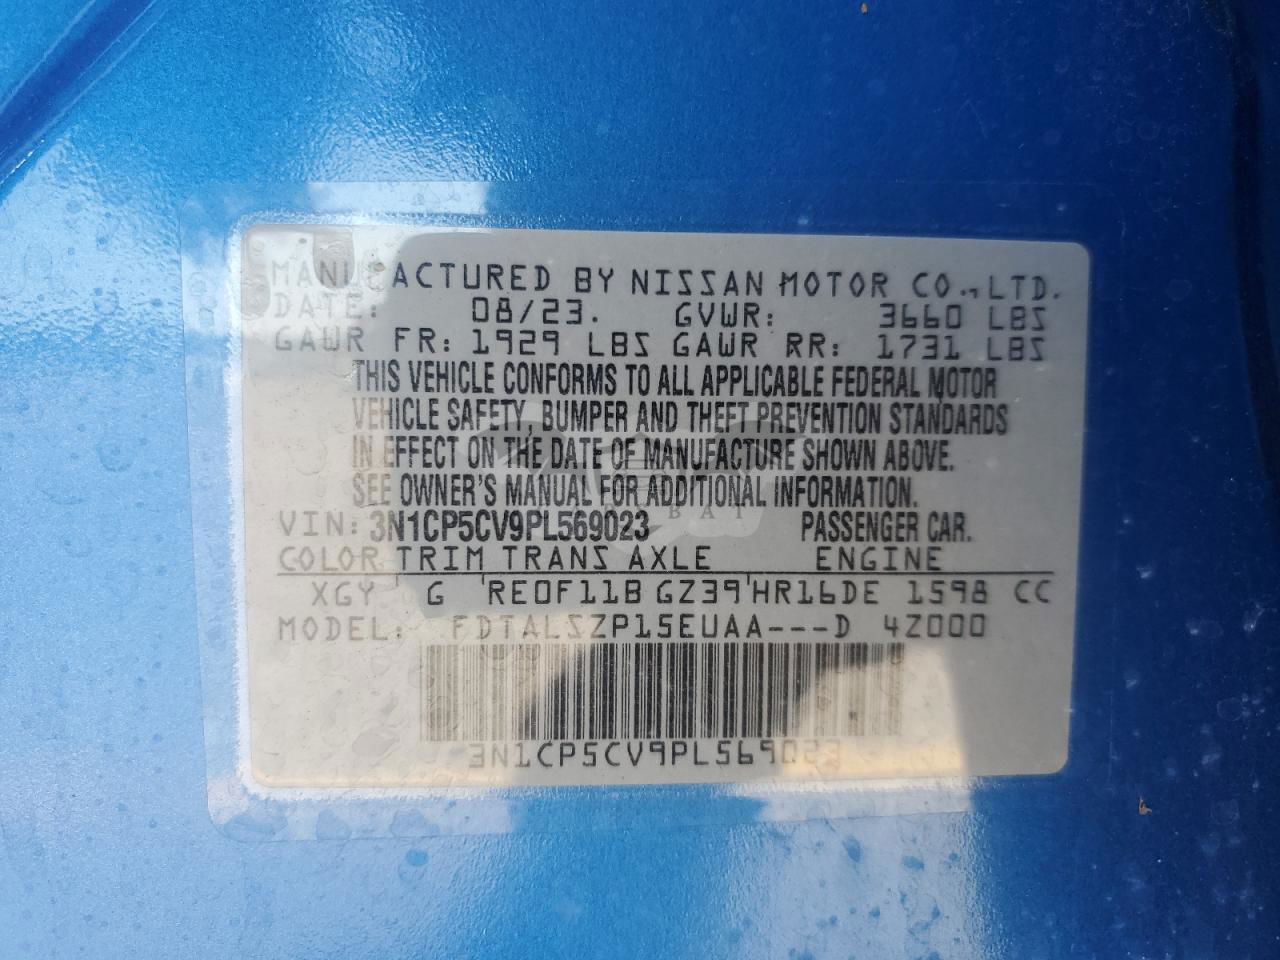 MANUFACTURED BY NISSAN MOTOR CO., LTD.
DATE: 08/23. GVWR: 3660 LBS
GAWR FR: 1929 LBS GAWR RR: 1731 LBS
THIS VEHICLE CONFORMS TO ALL APPLICABLE FEDERAL MOTOR
VEHICLE SAFETY, BUMPER AND THEFT PREVENTION STANDARDS
IN EFFECT ON THE DATE OF MANUFACTURE SHOWN ABOVE.
SEE OWNER'S MANUAL FOR ADDITIONAL INFORMATION.
VIN: 3N1CP5CV9PL569023 PASSENGER CAR.
COLOR TRIM TRANS AXLE ENGINE
XGY G RE0F11B GZ39 HR16DE 1598 CC
MODEL: FDTALSZP15EUAA---D 4Z000
3N1CP5CV9PL569023